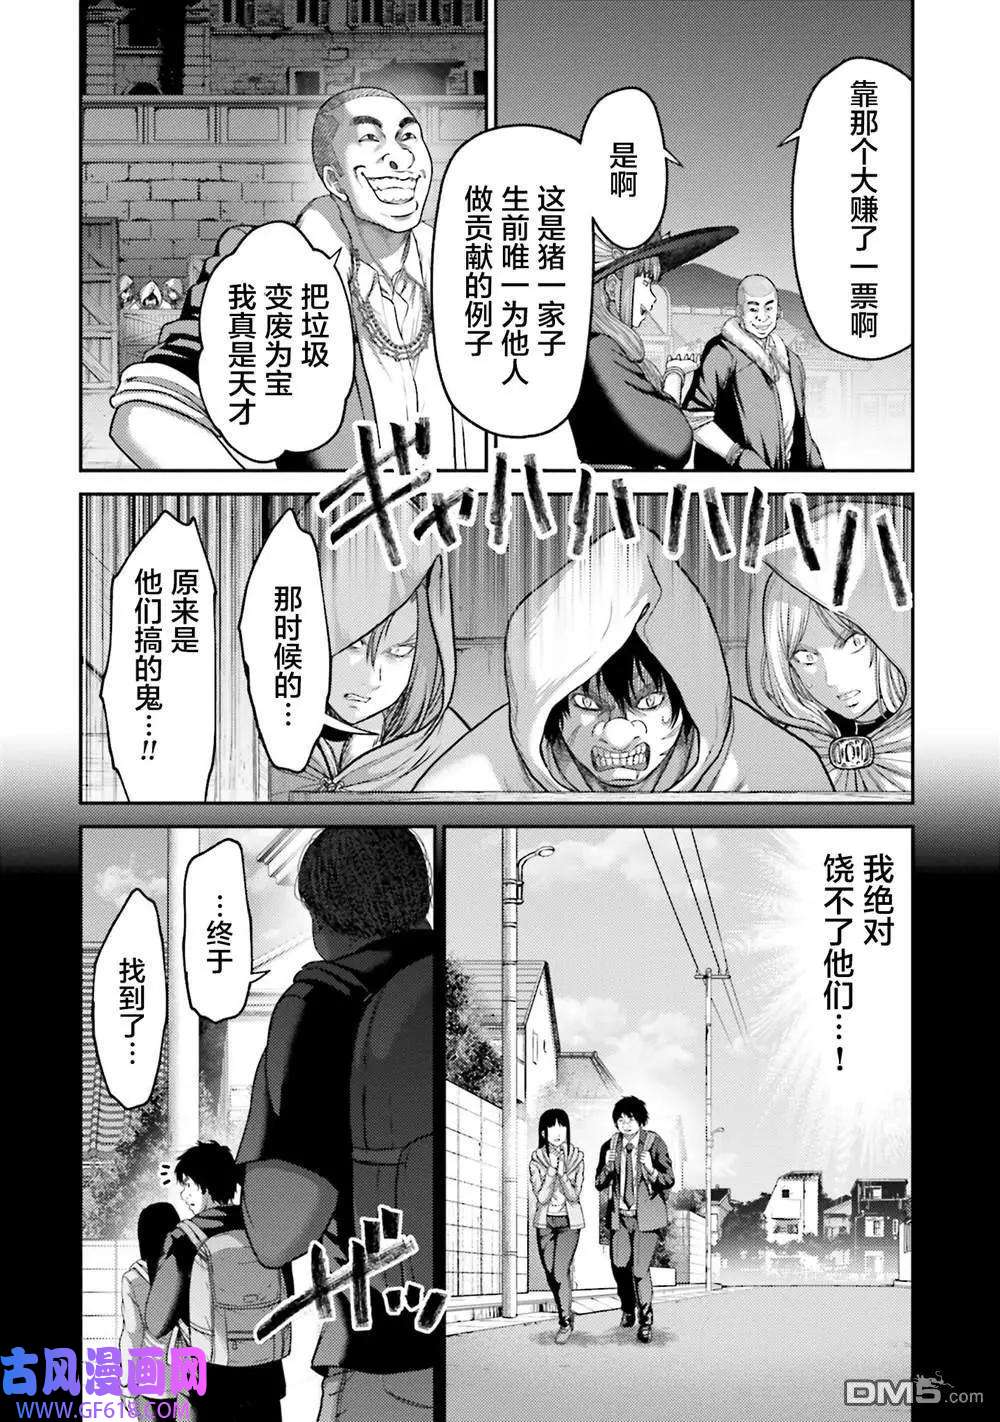 靠那个大赚了一票啊
是啊
这是猪一家子
生前唯一为他人
做贡献的例子
把垃圾
变废为宝
我真是天才
ギャハハハハハハ
那时候的…
原来是
他们搞的鬼…!!
我绝对
饶不了他们…！
…终于
找到了…
ザッ
古风漫画网
WWW.GF618.COM
DM5.com